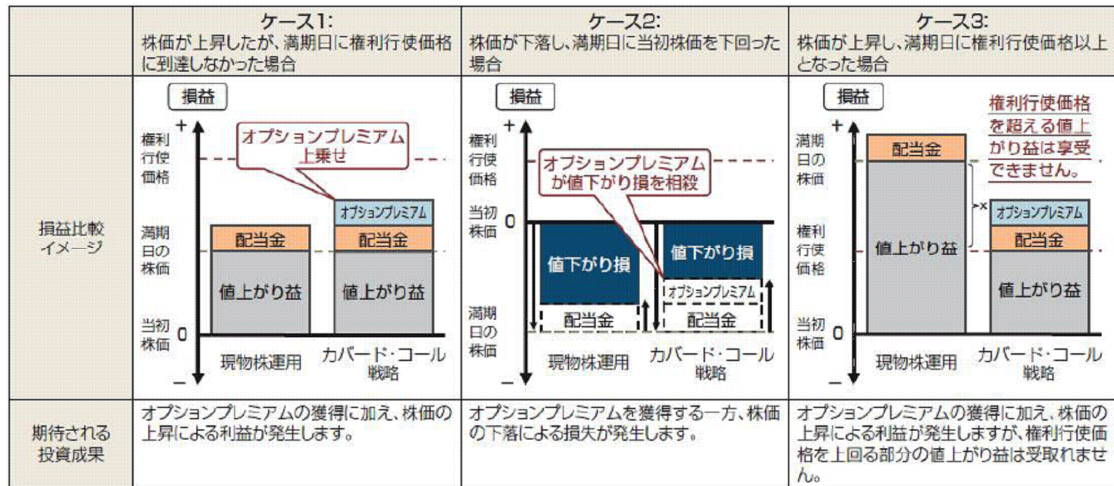 ケース1:
株価が上昇したが、満期日に権利行使価格
に到達しなかった場合
ケース2:
株価が下落し、満期日に当初株価を下回った
場合
ケース3:
株価が上昇し、満期日に権利行使価格以上
となった場合
損益比較
イメージ
損益
+
権利
行使
価格
オプションプレミアム
上乗せ
満期
日の
株価
配当金
値上がり益
オプションプレミアム
配当金
値上がり益
当初
株価
0
−
現物株運用
カバード・コール
戦略
損益
+
権利
行使
価格
オプションプレミアム
が値下がり損を相殺
当初
株価
0
値下がり損
配当金
値下がり損
オプションプレミアム
配当金
満期
日の
株価
−
現物株運用
カバード・コール
戦略
損益
+
満期
日の
株価
権利行使価格
を超える値上
がり益は享受
できません。
配当金
値上がり益
x
オプションプレミアム
配当金
値上がり益
権利
行使
価格
当初
株価
0
−
現物株運用
カバード・コール
戦略
期待される
投資成果
オプションプレミアムの獲得に加え、株価の
上昇による利益が発生します。
オプションプレミアムを獲得する一方、株価
の下落による損失が発生します。
オプションプレミアムの獲得に加え、株価の
上昇による利益が発生しますが、権利行使価
格を上回る部分の値上がり益は受取れませ
ん。